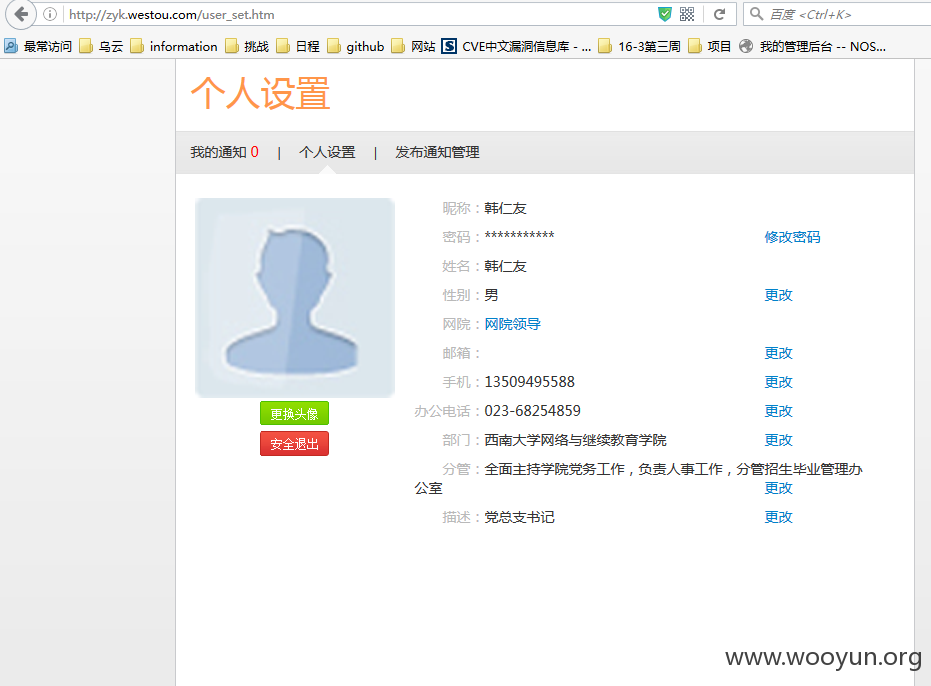 http://zyk.westou.com/user_set.htm 百度 <Ctrl+K>
最常访问 乌云 information 挑战 日程 github 网站 S CVE中文漏洞信息库 - ... 16-3第三周 项目 我的管理后台 -- NOS...
个人设置
我的通知 0 | 个人设置 | 发布通知管理
昵称：韩仁友
密码：*********** 修改密码
姓名：韩仁友
性别：男 更改
网院：网院领导
邮箱： 更改
手机：13509495588 更改
办公电话：023-68254859 更改
部门：西南大学网络与继续教育学院 更改
分管：全面主持学院党务工作，负责人事工作，分管招生毕业管理办
公室 更改
描述：党总支书记 更改
更换头像
安全退出
www.wooyun.org